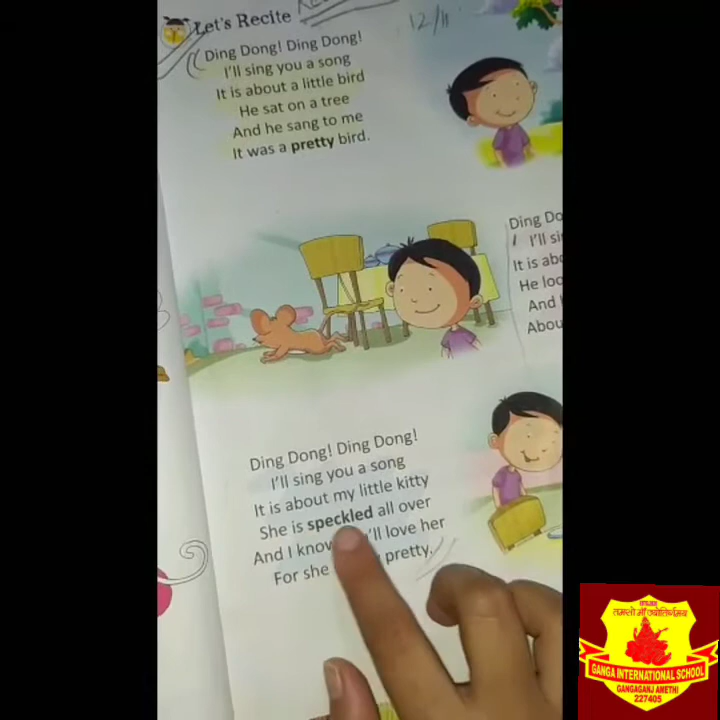 Let's Recite
12/11
Ding Dong! Ding Dong!
I'll sing you a song
It is about a little bird
He sat on a tree
And he sang to me
It was a pretty bird.
Ding Do
I'll si
It is abo
He loo
And
Abou
Ding Dong! Ding Dong!
I'll sing you a song
It is about my little kitty
She is speckled all over
And I know 'll love her
For she pretty.
तमसो माँ ज्योतिर्गमय
GANGA INTERNATIONAL SCHOOL
GANGAGANJ AMETHI
227405